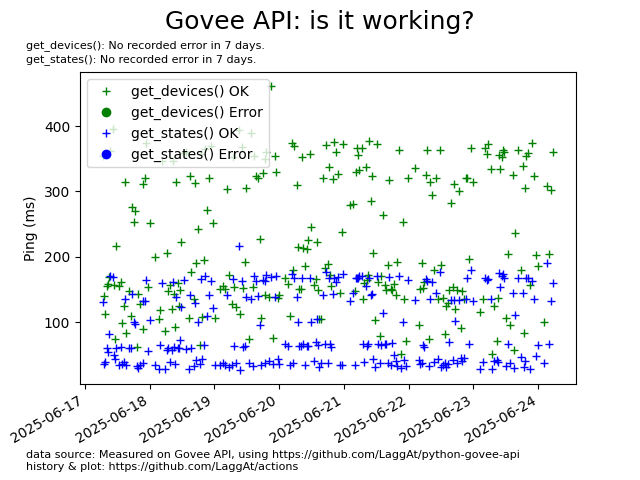 Govee API: is it working?
get_devices(): No recorded error in 7 days.
get_states(): No recorded error in 7 days.
get_devices() OK
get_devices() Error
get_states() OK
get_states() Error
Ping (ms)
400
300
200
100
2025-06-17
2025-06-18
2025-06-19
2025-06-20
2025-06-21
2025-06-22
2025-06-23
2025-06-24
data source: Measured on Govee API, using https://github.com/LaggAt/python-govee-api
history & plot: https://github.com/LaggAt/actions